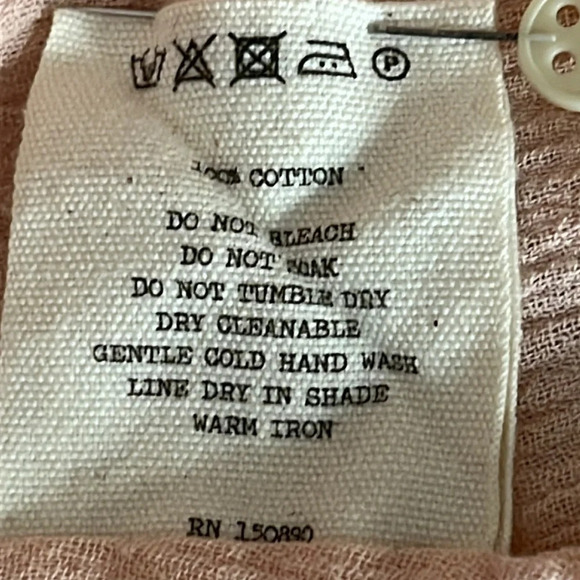 P
100% COTTON
DO NOT BLEACH
DO NOT SOAK
DO NOT TUMBLE DRY
DRY CLEANABLE
GENTLE COLD HAND WASH
LINE DRY IN SHADE
WARM IRON
RN 150890